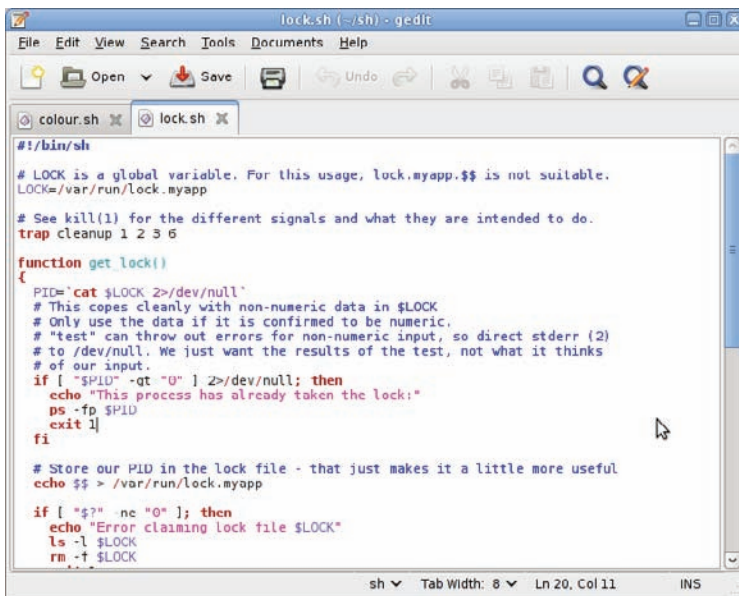 lock.sh (~/sh) - gedit
File Edit View Search Tools Documents Help
Open Save Undo
colour.sh lock.sh
#!/bin/sh
# LOCK is a global variable. For this usage, lock.myapp.$$ is not suitable.
LOCK=/var/run/lock.myapp
# See kill(1) for the different signals and what they are intended to do.
trap cleanup 1 2 3 6
function get_lock()
{
PID=`cat $LOCK 2>/dev/null`
# This copes cleanly with non-numeric data in $LOCK
# Only use the data if it is confirmed to be numeric.
# "test" can throw out errors for non-numeric input, so direct stderr (2)
# to /dev/null. We just want the results of the test, not what it thinks
# of our input.
if [ "$PID" -gt "0" ] 2>/dev/null; then
echo "This process has already taken the lock:"
ps -fp $PID
exit 1
fi
# Store our PID in the lock file - that just makes it a little more useful
echo $$ > /var/run/lock.myapp
if [ "$?" -ne "0" ]; then
echo "Error claiming lock file $LOCK"
ls -l $LOCK
rm -f $LOCK
sh Tab Width: 8 Ln 20, Col 11 INS